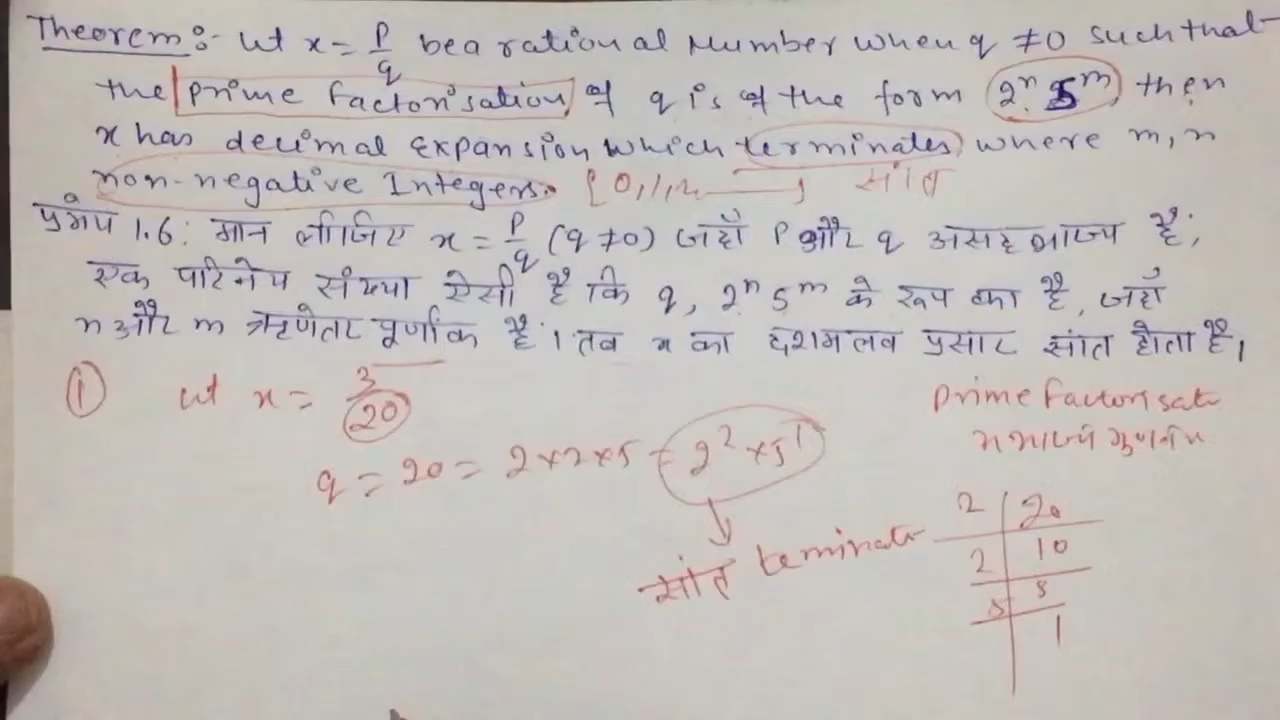 Theorem:- Let x = p/q be a rational Number when q ≠0 such that
the prime factorisation of q is of the form 2ⁿ 5ᵐ, then
x has decimal Expansion which terminates where m, n
non-negative Integers. {0,1,2 —— } सांत
प्रमेय 1.6: मान लीजिए x = p/q (q ≠0) जहाँ p और q असहभाज्य हैं;
एक परिमेय संख्या ऐसी है कि q, 2ⁿ 5ᵐ के रूप का है, जहाँ
n और m ऋणेतर पूर्णांक हैं। तब x का दशमलव प्रसार सांत होता है।
① Let x = 3/20
prime factorisat
q = 20 = 2×2×5 = 2²×5¹
सांत terminate
2 | 20
2 | 10
5 | 5
1